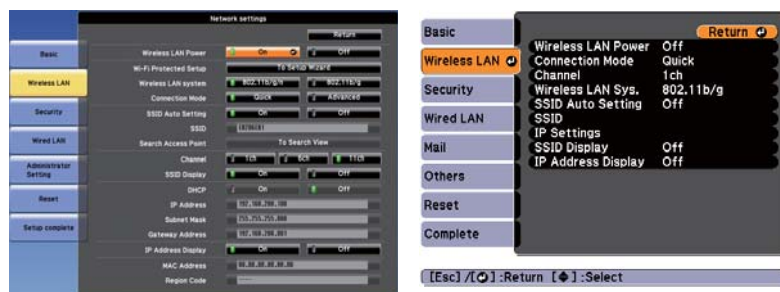 Network settings
Return
Basic
Wireless LAN
Security
Wired LAN
Administrator
Setting
Reset
Setup complete
Wireless LAN Power On Off
Wi-Fi Protected Setup To Setup Wizard
Wireless LAN system 802.11b/g/n 802.11b/g
Connection Mode Quick Advanced
SSID Auto Setting On Off
SSID
Search Access Point To Search View
Channel 1ch 6ch 11ch
SSID Display On Off
DHCP On Off
IP Address
Subnet Mask
Gateway Address
IP Address Display On Off
MAC Address
Region Code
Basic
Wireless LAN
Security
Wired LAN
Mail
Others
Reset
Complete
Return
Wireless LAN Power Off
Connection Mode Quick
Channel 1ch
Wireless LAN Sys. 802.11b/g
SSID Auto Setting Off
SSID
IP Settings
SSID Display Off
IP Address Display Off
[Esc] /[ ] :Return [ ] :Select